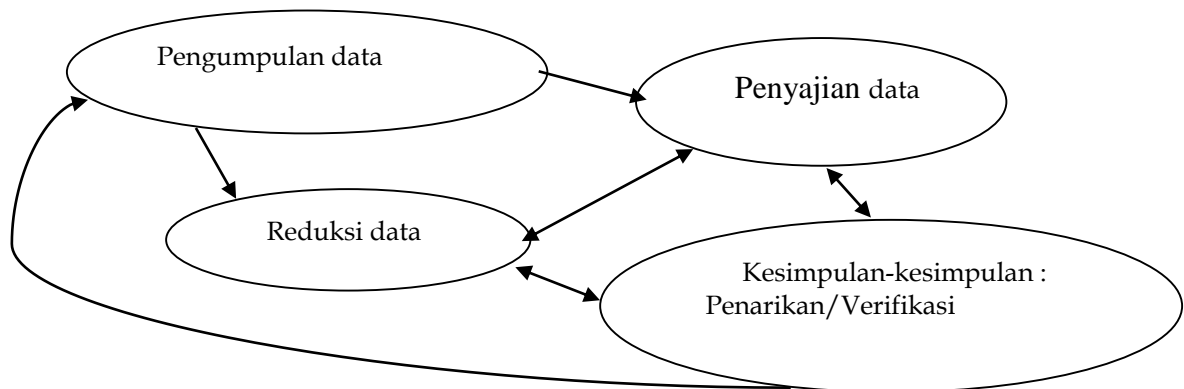 Pengumpulan data
Penyajian data
Reduksi data
Kesimpulan-kesimpulan :
Penarikan/Verifikasi